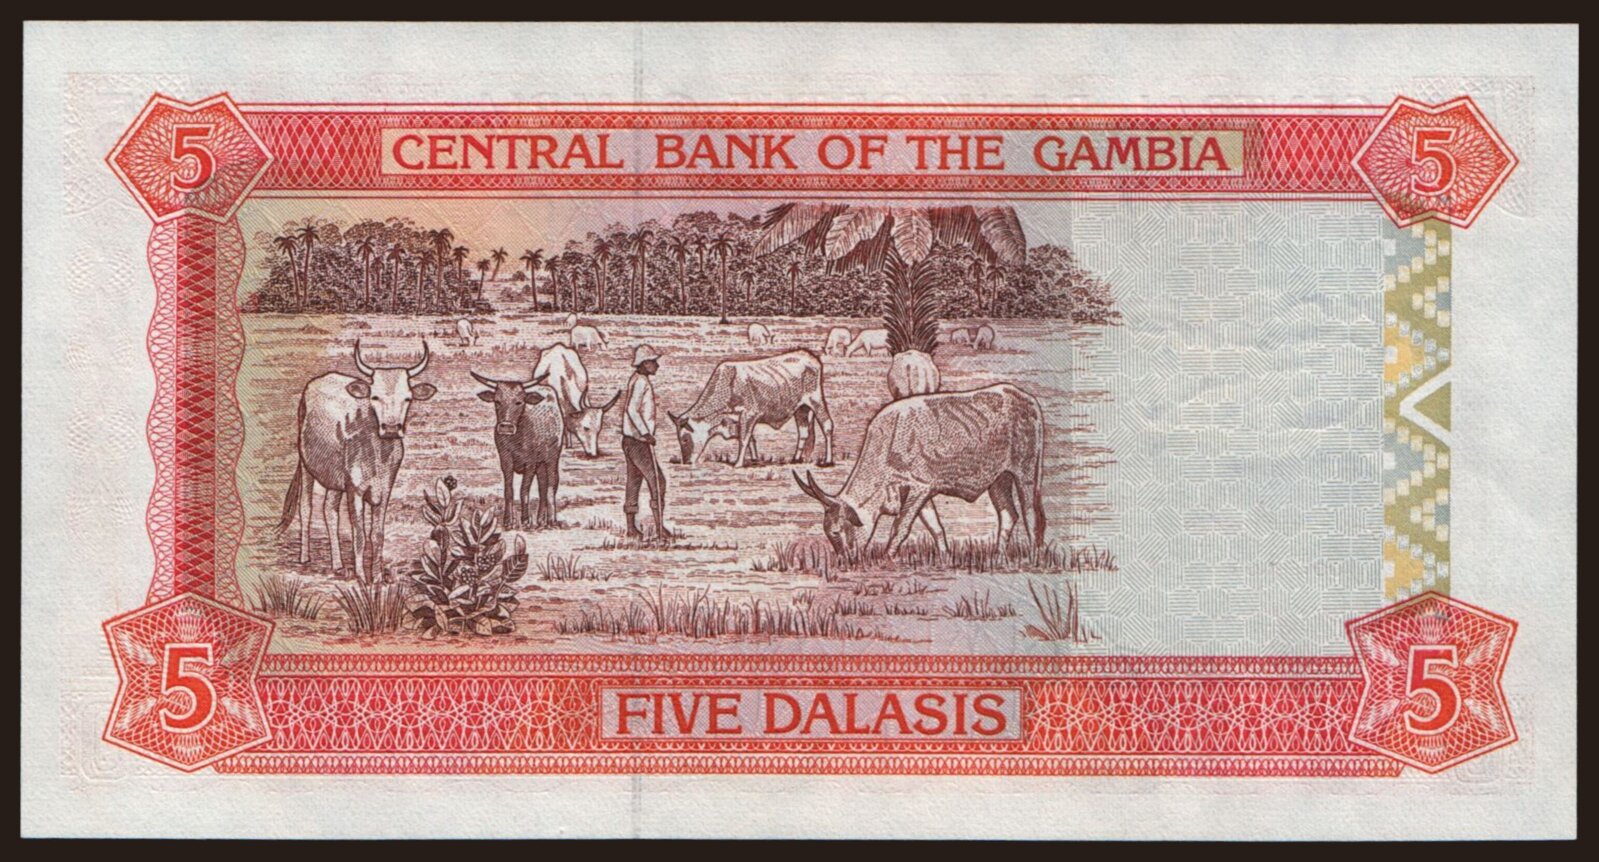 5 CENTRAL BANK OF THE GAMBIA 5
5 FIVE DALASIS 5